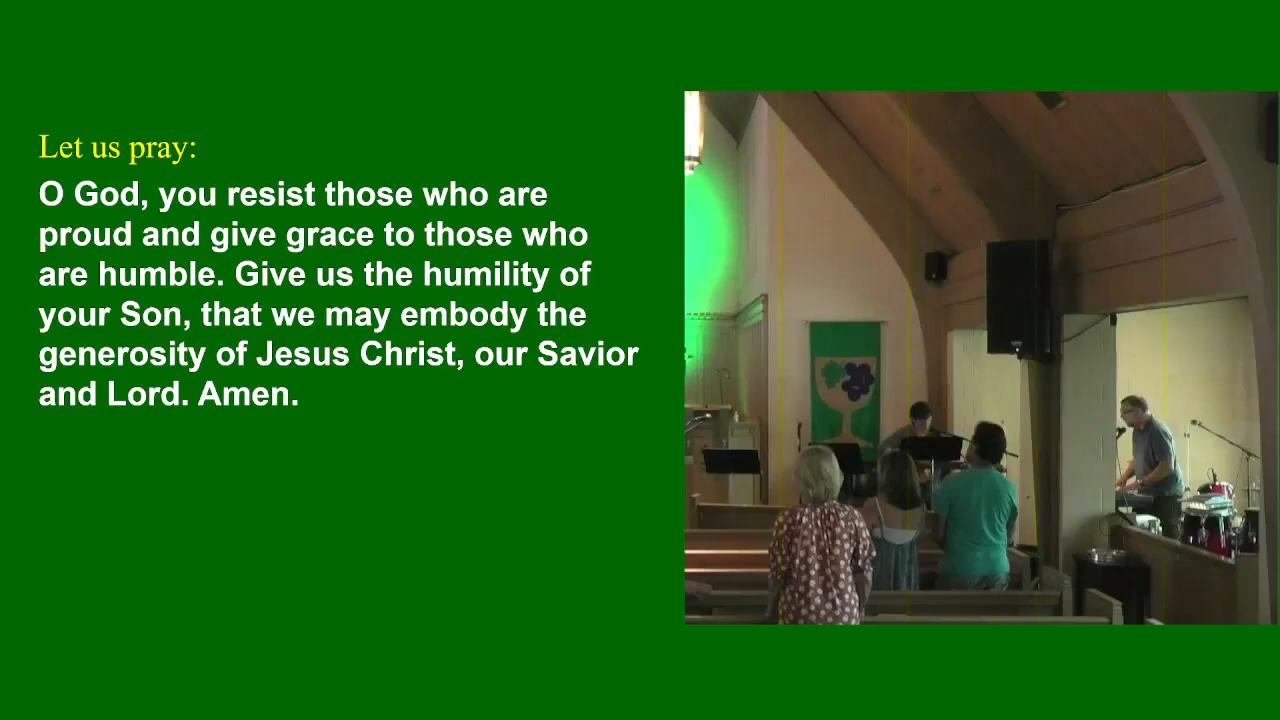 Let us pray:
O God, you resist those who are
proud and give grace to those who
are humble. Give us the humility of
your Son, that we may embody the
generosity of Jesus Christ, our Savior
and Lord. Amen.